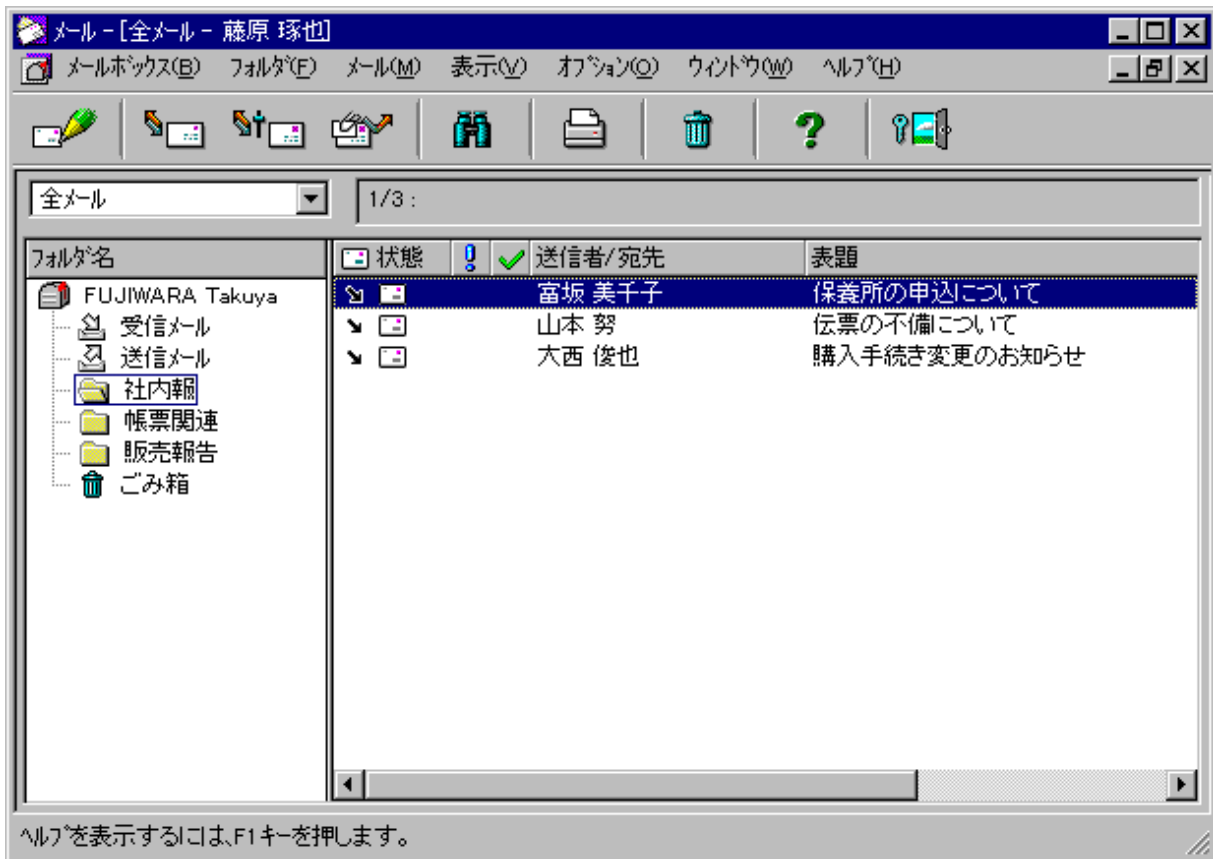 ﾒｰﾙ - [全ﾒｰﾙ - 藤原 琢也]
ﾒｰﾙﾎﾞｯｸｽ(B) ﾌｫﾙﾀﾞ(F) ﾒｰﾙ(M) 表示(V) ｵﾌﾟｼｮﾝ(O) ｳｨﾝﾄﾞｳ(W) ﾍﾙﾌﾟ(H)
全ﾒｰﾙ 1/3 :
ﾌｫﾙﾀﾞ名 状態 送信者/宛先 表題
FUJIWARA Takuya 富坂 美千子 保養所の申込について
受信ﾒｰﾙ 山本 努 伝票の不備について
送信ﾒｰﾙ 大西 俊也 購入手続き変更のお知らせ
社内報
帳票関連
販売報告
ごみ箱
ﾍﾙﾌﾟを表示するには､F1キーを押します。